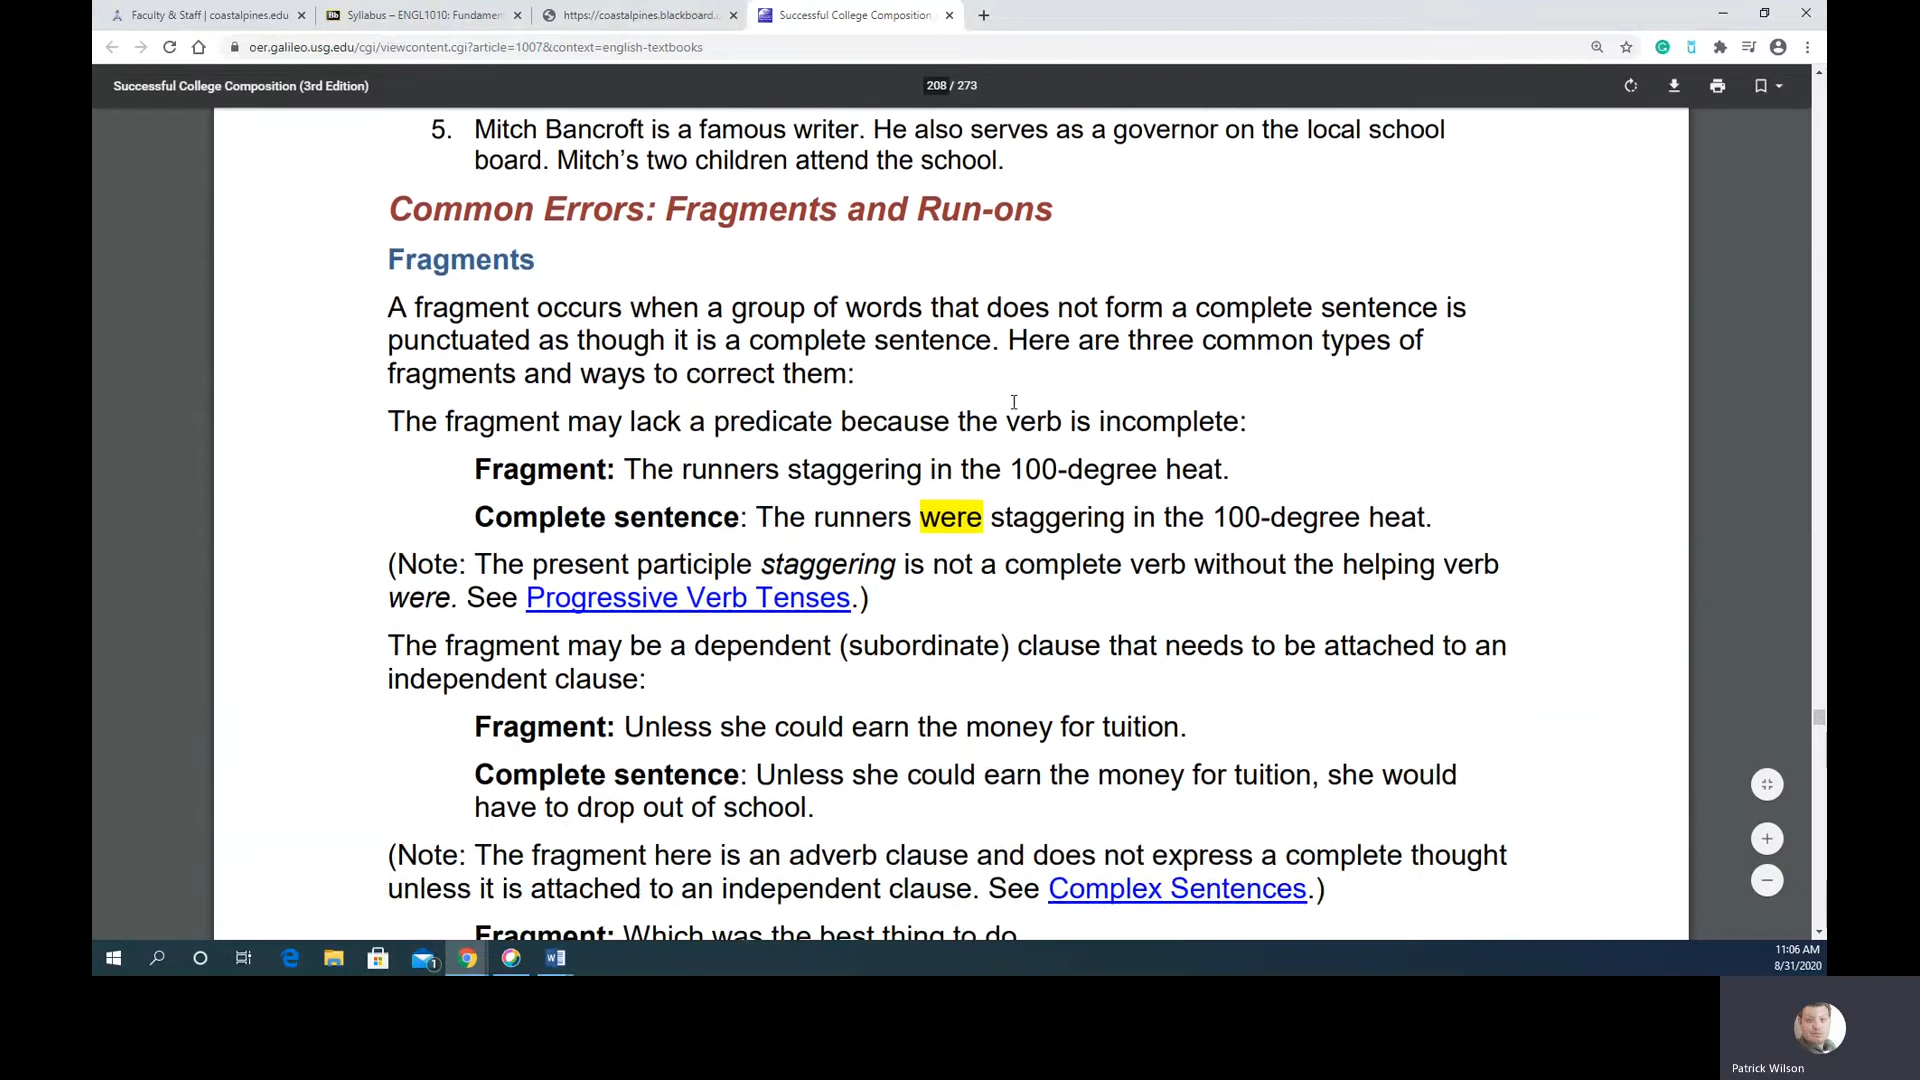 Faculty & Staff | coastalpines.edu
Syllabus – ENGL1010: Fundamen
https://coastalpines.blackboard.
Successful College Composition
oer.galileo.usg.edu/cgi/viewcontent.cgi?article=1007&context=english-textbooks
Successful College Composition (3rd Edition)
208 / 273
5. Mitch Bancroft is a famous writer. He also serves as a governor on the local school
board. Mitch’s two children attend the school.
Common Errors: Fragments and Run-ons
Fragments
A fragment occurs when a group of words that does not form a complete sentence is
punctuated as though it is a complete sentence. Here are three common types of
fragments and ways to correct them:
The fragment may lack a predicate because the verb is incomplete:
Fragment: The runners staggering in the 100-degree heat.
Complete sentence: The runners were staggering in the 100-degree heat.
(Note: The present participle staggering is not a complete verb without the helping verb
were. See Progressive Verb Tenses.)
The fragment may be a dependent (subordinate) clause that needs to be attached to an
independent clause:
Fragment: Unless she could earn the money for tuition.
Complete sentence: Unless she could earn the money for tuition, she would
have to drop out of school.
(Note: The fragment here is an adverb clause and does not express a complete thought
unless it is attached to an independent clause. See Complex Sentences.)
Fragment: Which was the best thing to do.
11:06 AM
8/31/2020
Patrick Wilson